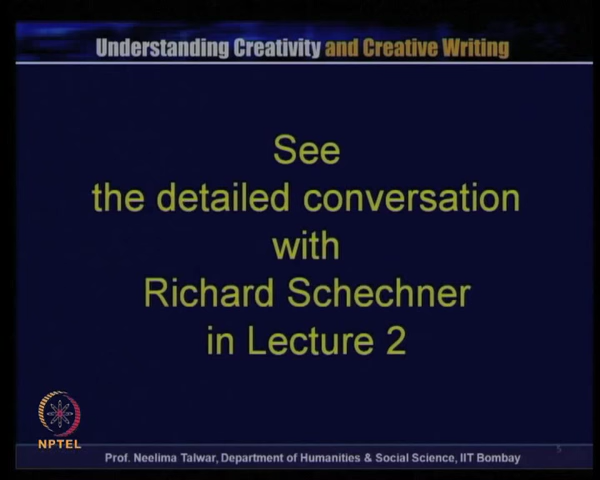 Understanding Creativity and Creative Writing
See
the detailed conversation
with
Richard Schechner
in Lecture 2
NPTEL
5
Prof. Neelima Talwar, Department of Humanities & Social Science, IIT Bombay